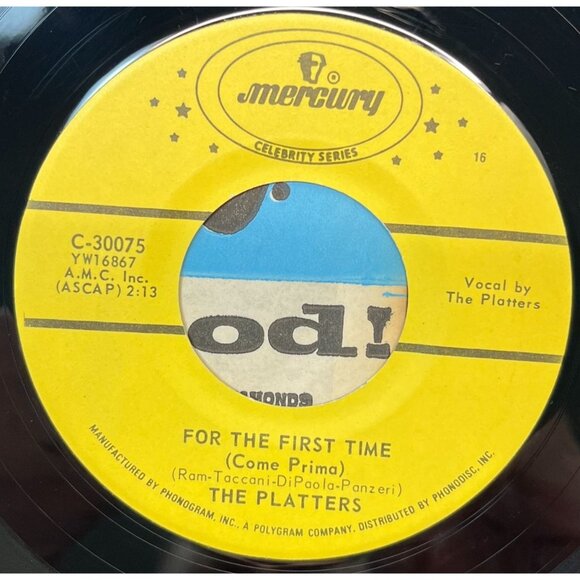 mercury
CELEBRITY SERIES
16
C-30075
YW16867
A.M.C. Inc.
(ASCAP) 2:13
Vocal by
The Platters
od!
MONDS
FOR THE FIRST TIME
(Come Prima)
(Ram-Taccani-DiPaola-Panzeri)
THE PLATTERS
MANUFACTURED BY PHONOGRAM, INC., A POLYGRAM COMPANY. DISTRIBUTED BY PHONODISC, INC.